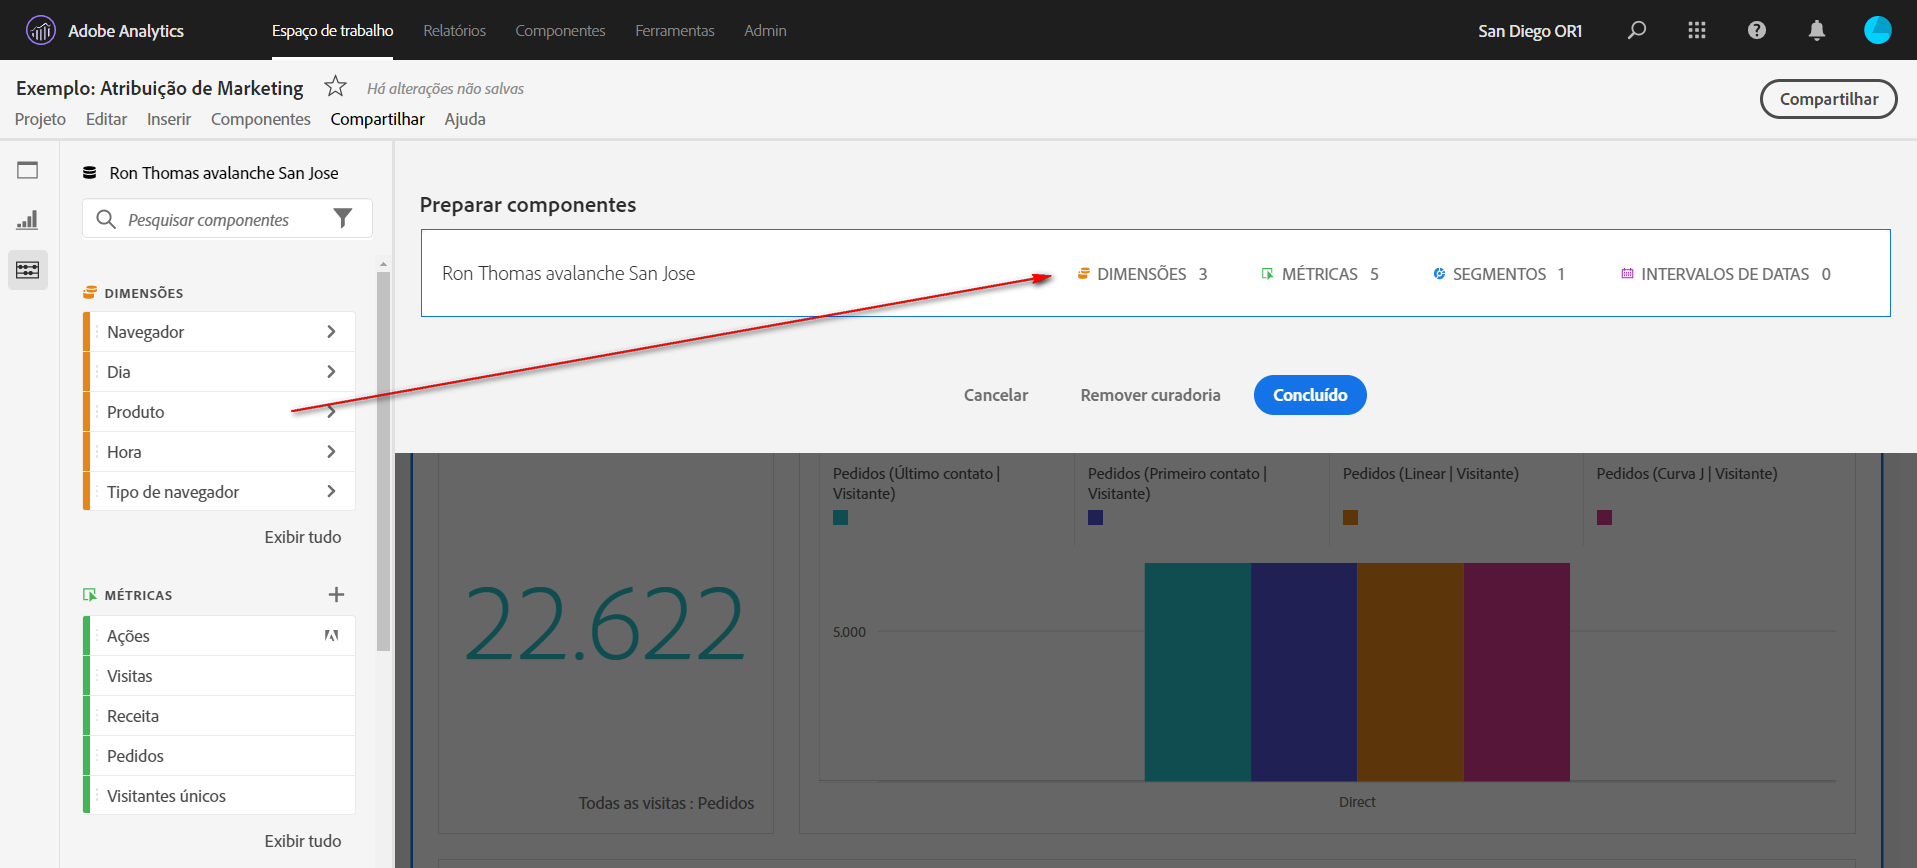 Adobe Analytics
Espaço de trabalho
Relatórios
Componentes
Ferramentas
Admin
San Diego OR1
Exemplo: Atribuição de Marketing
Há alterações não salvas
Compartilhar
Projeto
Editar
Inserir
Componentes
Compartilhar
Ajuda
Ron Thomas avalanche San Jose
Pesquisar componentes
DIMENSÕES
Navegador
Dia
Produto
Hora
Tipo de navegador
Exibir tudo
MÉTRICAS
Ações
Visitas
Receita
Pedidos
Visitantes únicos
Exibir tudo
Preparar componentes
Ron Thomas avalanche San Jose
DIMENSÕES 3
MÉTRICAS 5
SEGMENTOS 1
INTERVALOS DE DATAS 0
Cancelar
Remover curadoria
Concluído
22.622
Todas as visitas : Pedidos
Pedidos (Último contato |
Visitante)
Pedidos (Primeiro contato |
Visitante)
Pedidos (Linear | Visitante)
Pedidos (Curva J | Visitante)
5.000
Direct